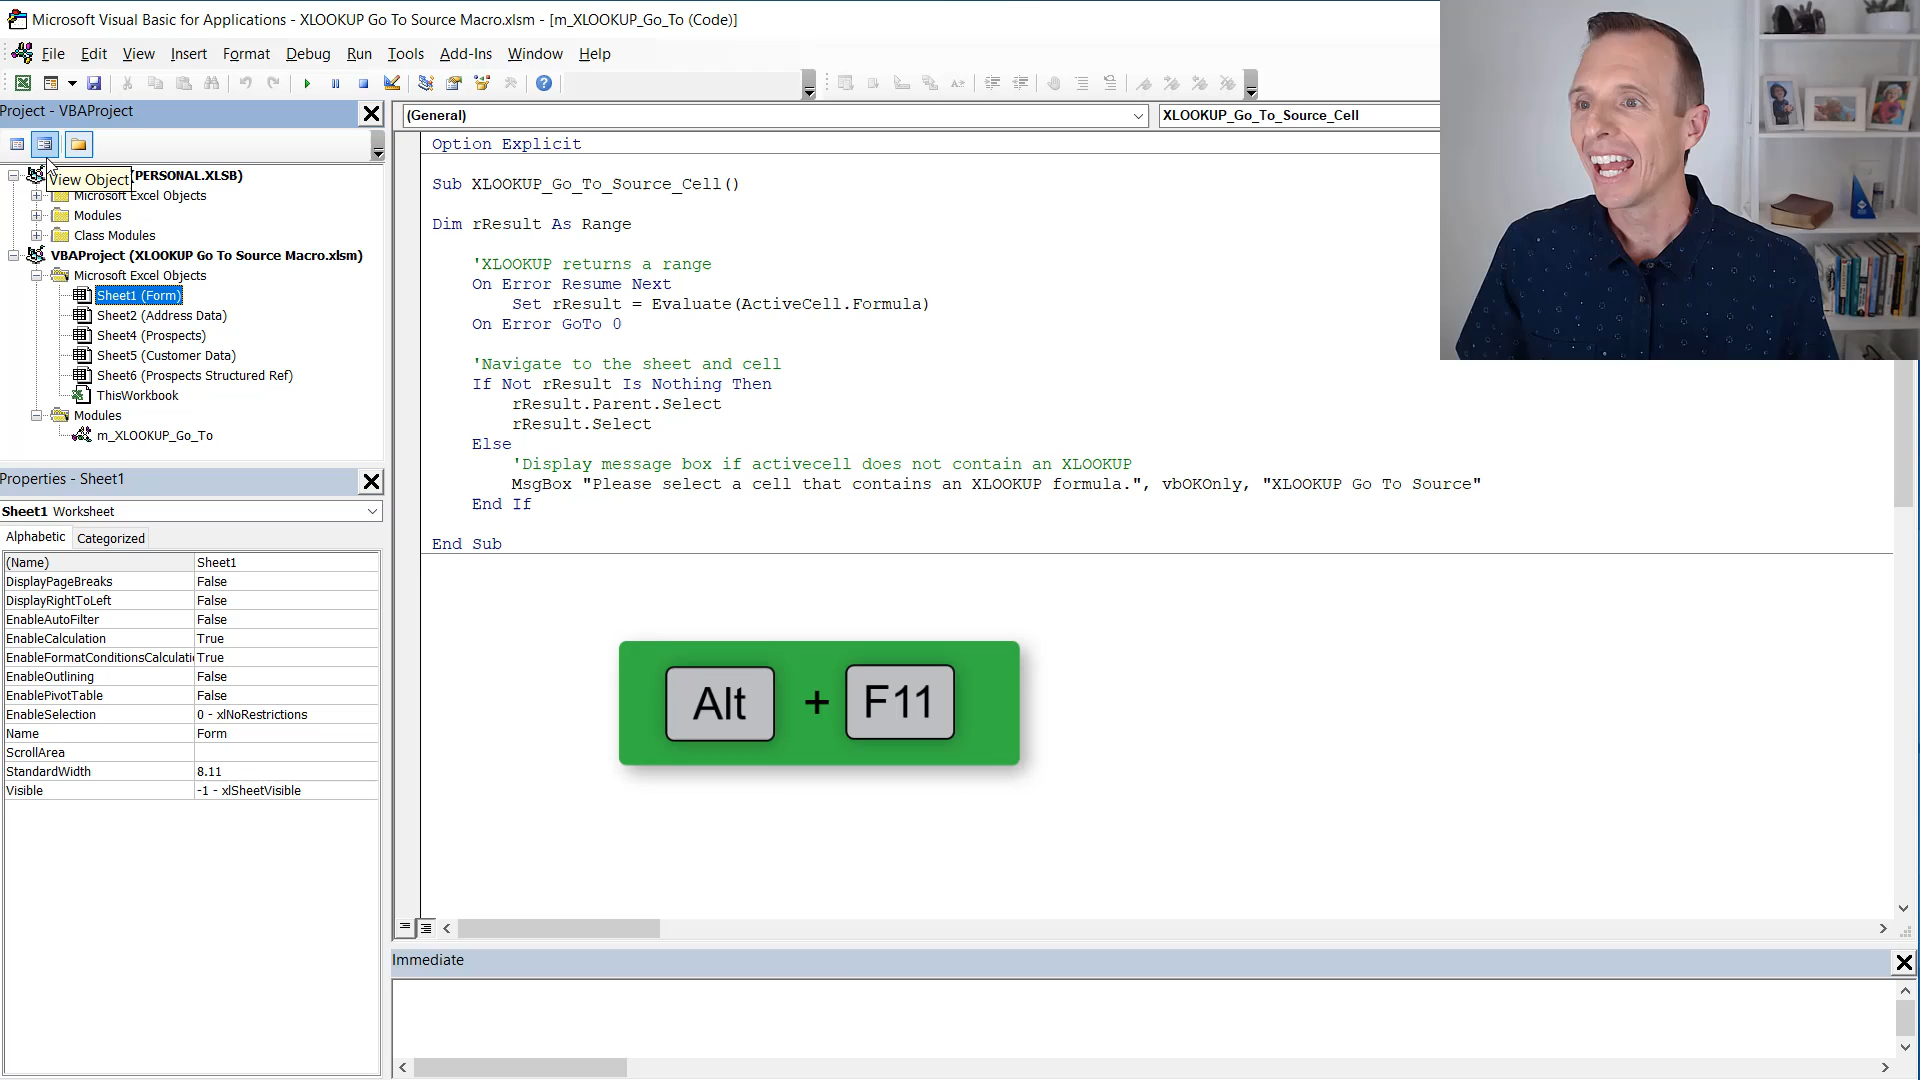 Microsoft Visual Basic for Applications - XLOOKUP Go To Source Macro.xlsm - [m_XLOOKUP_Go_To (Code)]
File Edit View Insert Format Debug Run Tools Add-Ins Window Help
Project - VBAProject
View Object (PERSONAL.XLSB)
Microsoft Excel Objects
Modules
Class Modules
VBAProject (XLOOKUP Go To Source Macro.xlsm)
Microsoft Excel Objects
Sheet1 (Form)
Sheet2 (Address Data)
Sheet4 (Prospects)
Sheet5 (Customer Data)
Sheet6 (Prospects Structured Ref)
ThisWorkbook
Modules
m_XLOOKUP_Go_To
Properties - Sheet1
Sheet1 Worksheet
Alphabetic Categorized
(Name) Sheet1
DisplayPageBreaks False
DisplayRightToLeft False
EnableAutoFilter False
EnableCalculation True
EnableFormatConditionsCalculati True
EnableOutlining False
EnablePivotTable False
EnableSelection 0 - xlNoRestrictions
Name Form
ScrollArea
StandardWidth 8.11
Visible -1 - xlSheetVisible
(General) XLOOKUP_Go_To_Source_Cell
Option Explicit
Sub XLOOKUP_Go_To_Source_Cell()
Dim rResult As Range
'XLOOKUP returns a range
On Error Resume Next
Set rResult = Evaluate(ActiveCell.Formula)
On Error GoTo 0
'Navigate to the sheet and cell
If Not rResult Is Nothing Then
rResult.Parent.Select
rResult.Select
Else
'Display message box if activecell does not contain an XLOOKUP
MsgBox "Please select a cell that contains an XLOOKUP formula.", vbOKOnly, "XLOOKUP Go To Source"
End If
End Sub
Alt + F11
Immediate